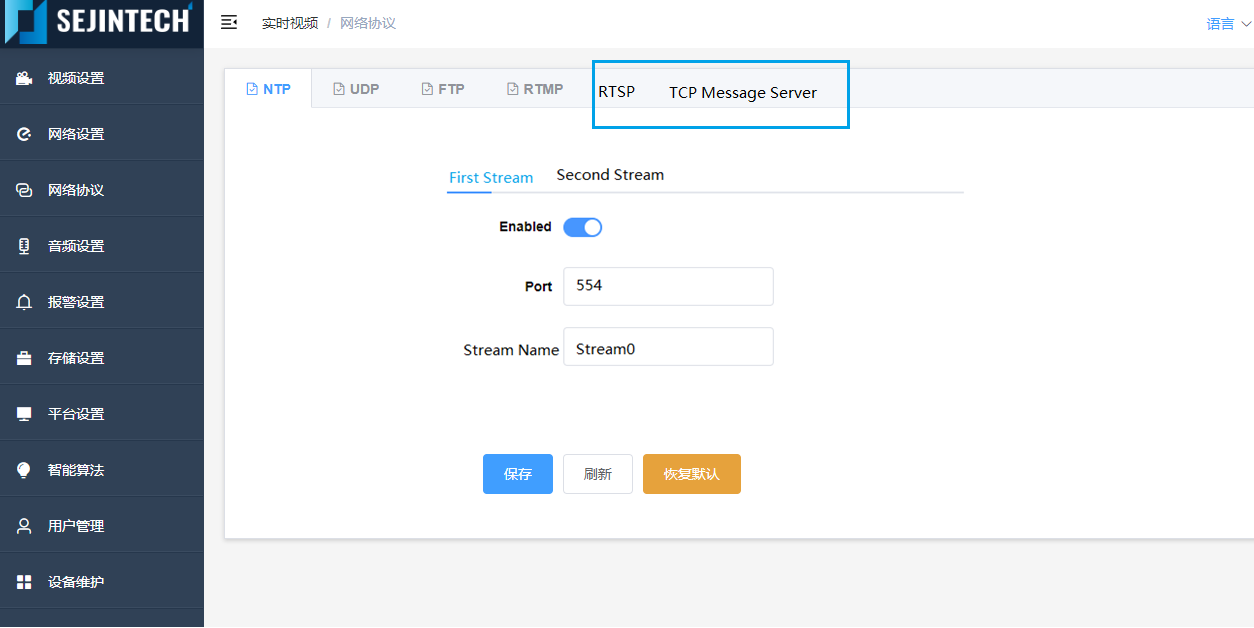 SEJINTECH
实时视频 / 网络协议
语言
视频设置
网络设置
网络协议
音频设置
报警设置
存储设置
平台设置
智能算法
用户管理
设备维护
NTP UDP FTP RTMP RTSP TCP Message Server
First Stream Second Stream
Enabled
Port 554
Stream Name Stream0
保存 刷新 恢复默认